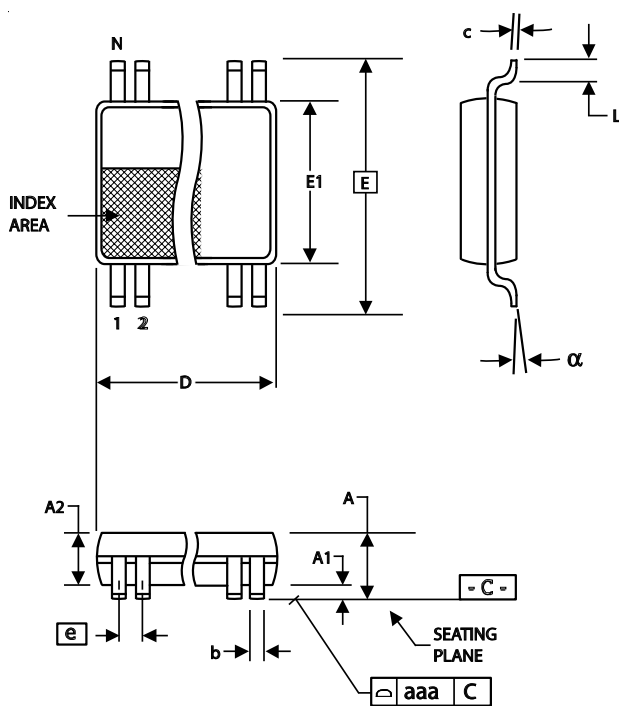 N
c
L
E1
E
INDEX
AREA
1 2
α
D
A2
A
A1
- C -
e
b
SEATING
PLANE
aaa C